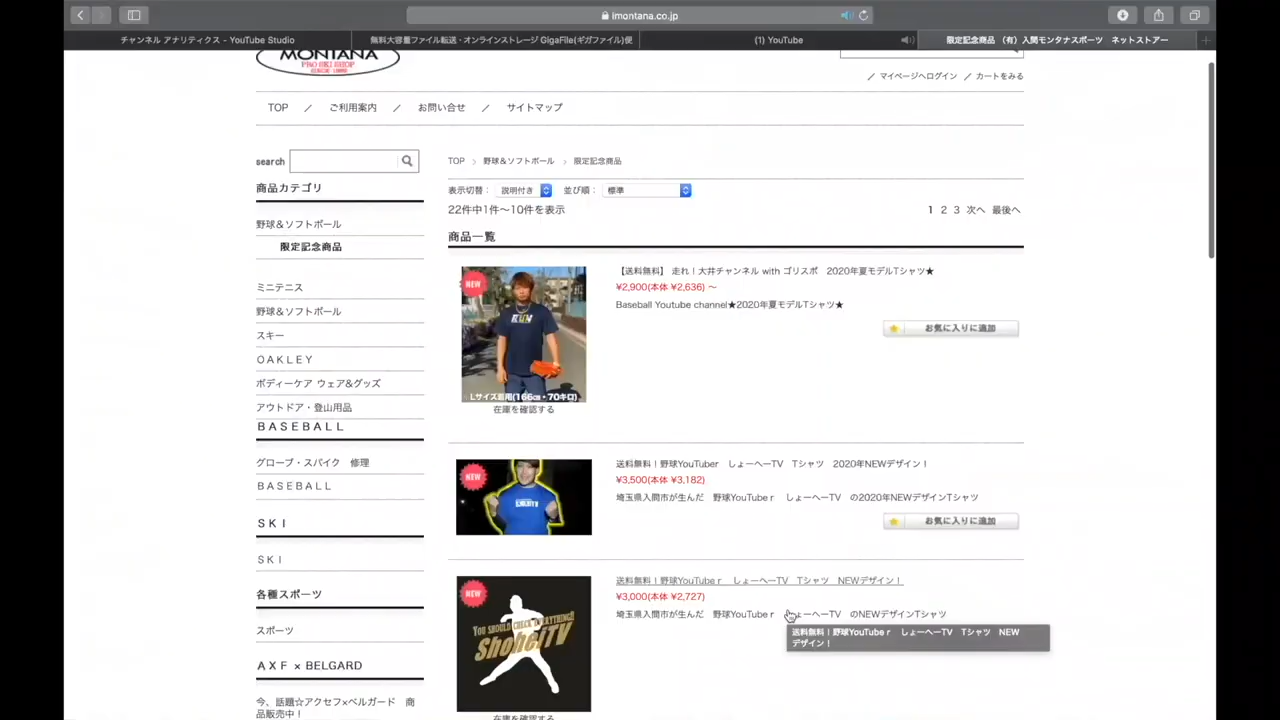 imontana.co.jp
チャンネル アナリティクス - YouTube Studio
無料大容量ファイル転送・オンラインストレージ GigaFile(ギガファイル)便
(1) YouTube
限定記念商品 (有) 入間モンタナスポーツ ネットストアー
MONTANA
PRO SKI SHOP
／ マイページへログイン ／ カートをみる
TOP ／ ご利用案内 ／ お問い合せ ／ サイトマップ
search
商品カテゴリ
野球＆ソフトボール
限定記念商品
ミニテニス
野球＆ソフトボール
スキー
ＯＡＫＬＥＹ
ボディーケア ウェア&グッズ
アウトドア・登山用品
ＢＡＳＥＢＡＬＬ
グローブ・スパイク 修理
ＢＡＳＥＢＡＬＬ
ＳＫＩ
ＳＫＩ
各種スポーツ
スポーツ
ＡＸＦ × BELGARD
今、話題☆アクセフ×ベルガード 商
品販売中！
TOP > 野球＆ソフトボール > 限定記念商品
表示切替： 説明付き 並び順： 標準
22件中1件〜10件を表示
1 2 3 次へ 最後へ
商品一覧
NEW
RUN
Lサイズ着用(166㎝・70キロ)
在庫を確認する
【送料無料】 走れ！大井チャンネル with ゴリスポ 2020年夏モデルTシャツ★
¥2,900(本体 ¥2,636) 〜
Baseball Youtube channel★2020年夏モデルTシャツ★
お気に入りに追加
NEW
送料無料！野球YouTuber しょーへーTV Tシャツ 2020年NEWデザイン！
¥3,500(本体 ¥3,182)
埼玉県入間市が生んだ 野球YouTubeｒ しょーへーTV の2020年NEWデザインTシャツ
お気に入りに追加
NEW
YOU SHOULD CHECK EVERYTHING!!
ShoheiTV
在庫を確認する
送料無料！野球YouTubeｒ しょーへーTV Tシャツ NEWデザイン！
¥3,000(本体 ¥2,727)
埼玉県入間市が生んだ 野球YouTubeｒ しょーへーTV のNEWデザインTシャツ
送料無料！野球YouTubeｒ しょーへーTV Tシャツ NEW
デザイン！